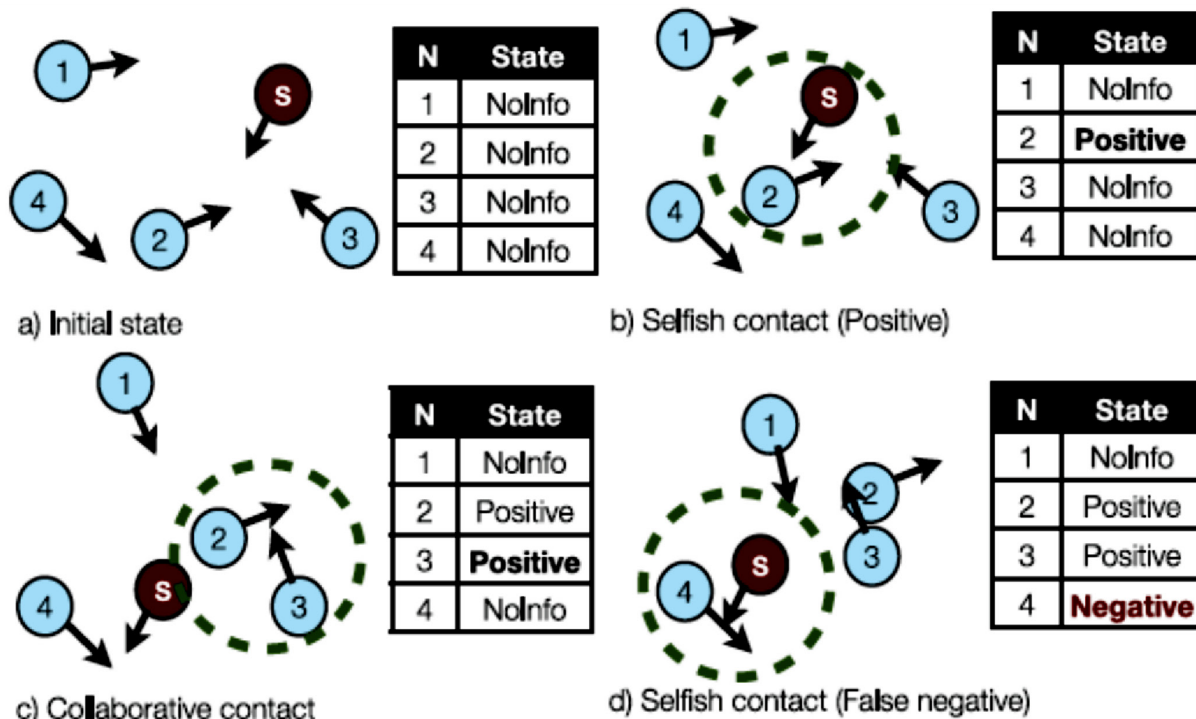 1
S
4
2
3
N State
1 NoInfo
2 NoInfo
3 NoInfo
4 NoInfo
a) Initial state
1
S
2
4
3
N State
1 NoInfo
2 Positive
3 NoInfo
4 NoInfo
b) Selfish contact (Positive)
1
2
S
4
3
N State
1 NoInfo
2 Positive
3 Positive
4 NoInfo
c) Collaborative contact
1
2
3
S
4
N State
1 NoInfo
2 Positive
3 Positive
4 Negative
d) Selfish contact (False negative)